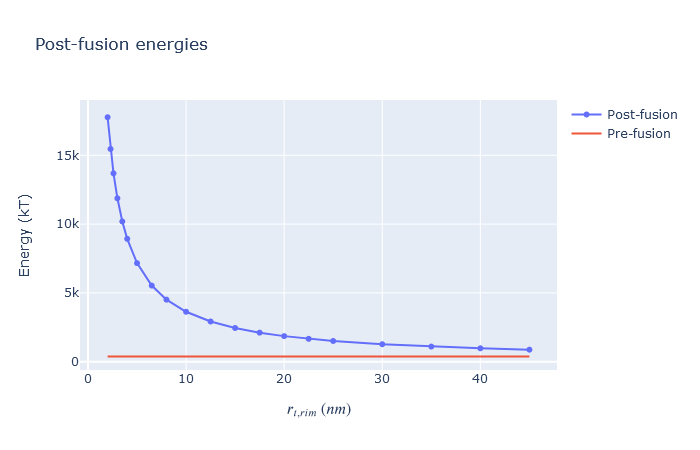 Post-fusion energies
Post-fusion
Pre-fusion
Energy (kT)
15k
10k
5k
0
0 10 20 30 40
r_{t,rim} (nm)